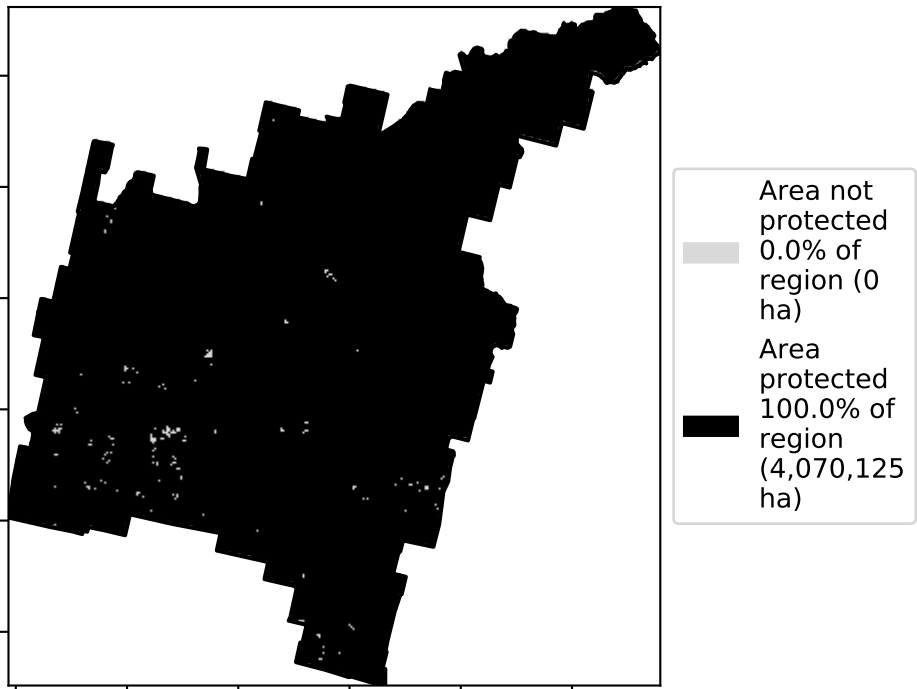 Area not
protected
0.0% of
region (0
ha)
Area
protected
100.0% of
region
(4,070,125
ha)